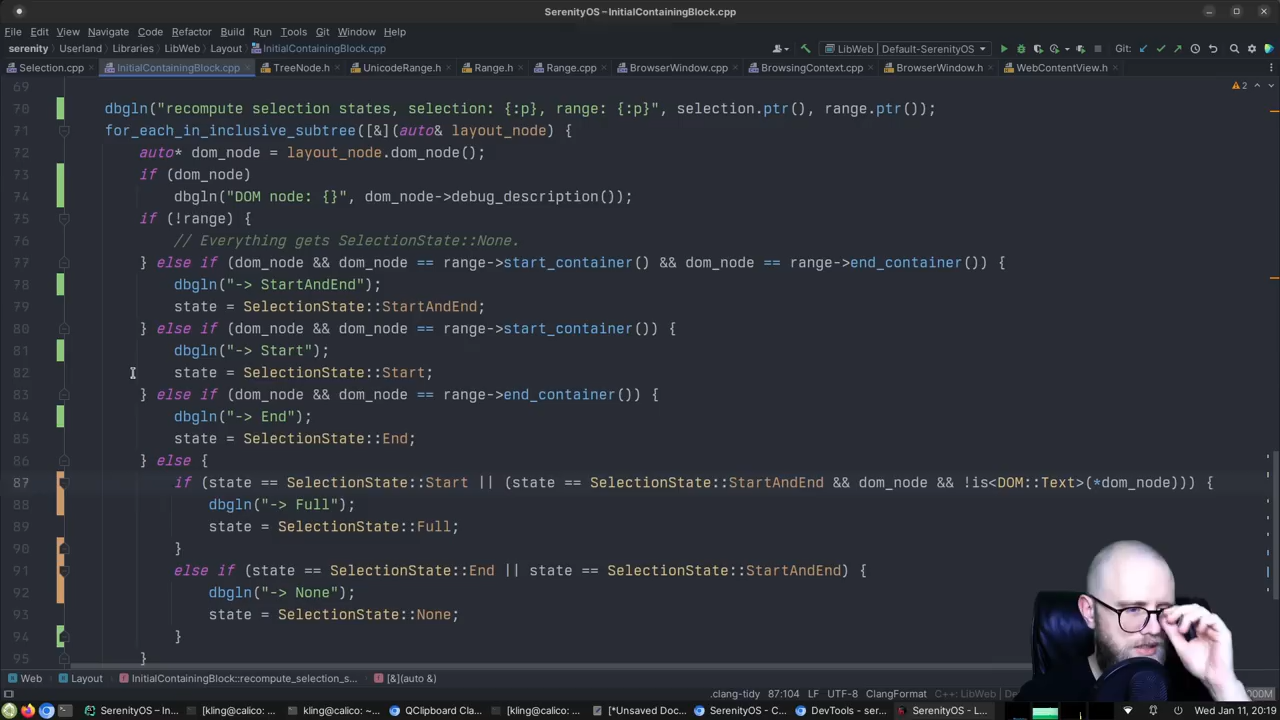 SerenityOS – InitialContainingBlock.cpp
File Edit View Navigate Code Refactor Build Run Tools Git Window Help
serenity Userland Libraries LibWeb Layout InitialContainingBlock.cpp LibWeb | Default-SerenityOS Git:
Selection.cpp InitialContainingBlock.cpp TreeNode.h UnicodeRange.h Range.h Range.cpp BrowserWindow.cpp BrowsingContext.cpp BrowserWindow.h WebContentView.h
69 2
70 dbgln("recompute selection states, selection: {:p}, range: {:p}", selection.ptr(), range.ptr());
71 for_each_in_inclusive_subtree([&](auto& layout_node) {
72 auto* dom_node = layout_node.dom_node();
73 if (dom_node)
74 dbgln("DOM node: {}", dom_node->debug_description());
75 if (!range) {
76 // Everything gets SelectionState::None.
77 } else if (dom_node && dom_node == range->start_container() && dom_node == range->end_container()) {
78 dbgln("-> StartAndEnd");
79 state = SelectionState::StartAndEnd;
80 } else if (dom_node && dom_node == range->start_container()) {
81 dbgln("-> Start");
82 state = SelectionState::Start;
83 } else if (dom_node && dom_node == range->end_container()) {
84 dbgln("-> End");
85 state = SelectionState::End;
86 } else {
87 if (state == SelectionState::Start || (state == SelectionState::StartAndEnd && dom_node && !is<DOM::Text>(*dom_node))) {
88 dbgln("-> Full");
89 state = SelectionState::Full;
90 }
91 else if (state == SelectionState::End || state == SelectionState::StartAndEnd) {
92 dbgln("-> None");
93 state = SelectionState::None;
94 }
95 }
Web Layout InitialContainingBlock::recompute_selection_s... [&](auto &)
.clang-tidy 87:104 LF UTF-8 ClangFormat C++: LibWeb
SerenityOS – In... kling@calico: ~... QClipboard Clas... [kling@calico:... [*Unsaved Doc... SerenityOS - C... DevTools - ser... SerenityOS - L... Wed Jan 11, 20:19